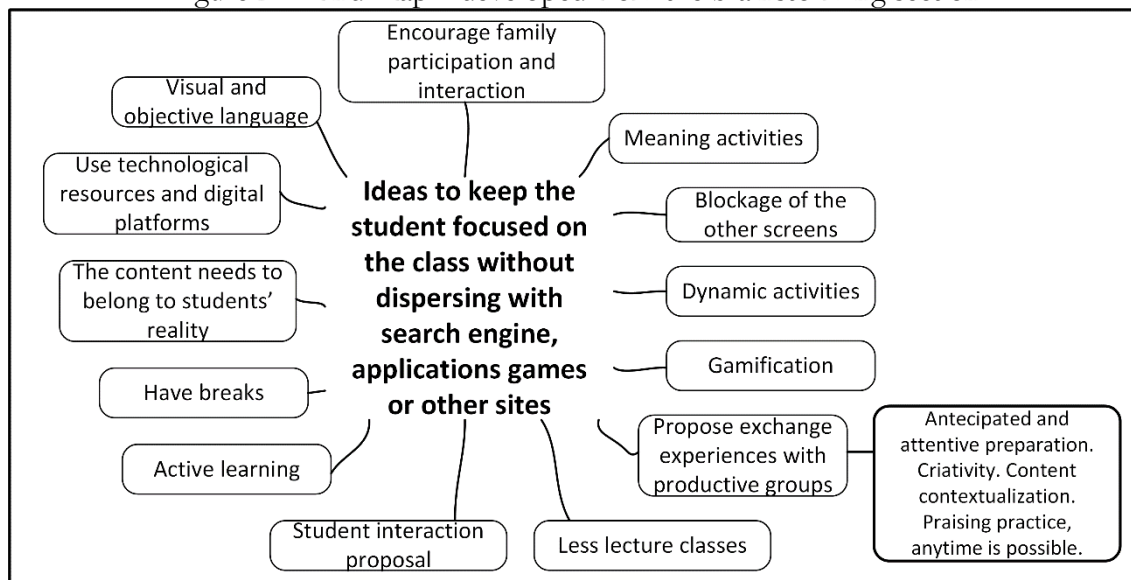 Encourage family
participation and
interaction
Visual and
objective language
Meaning activities
Use technological
resources and digital
platforms
Ideas to keep the
student focused on
the class without
dispersing with
search engine,
applications games
or other sites
Blockage of the
other screens
The content needs to
belong to students’
reality
Dynamic activities
Have breaks
Gamification
Active learning
Propose exchange
experiences with
productive groups
Antecipated and
attentive preparation.
Criativity. Content
contextualization.
Praising practice,
anytime is possible.
Student interaction
proposal
Less lecture classes